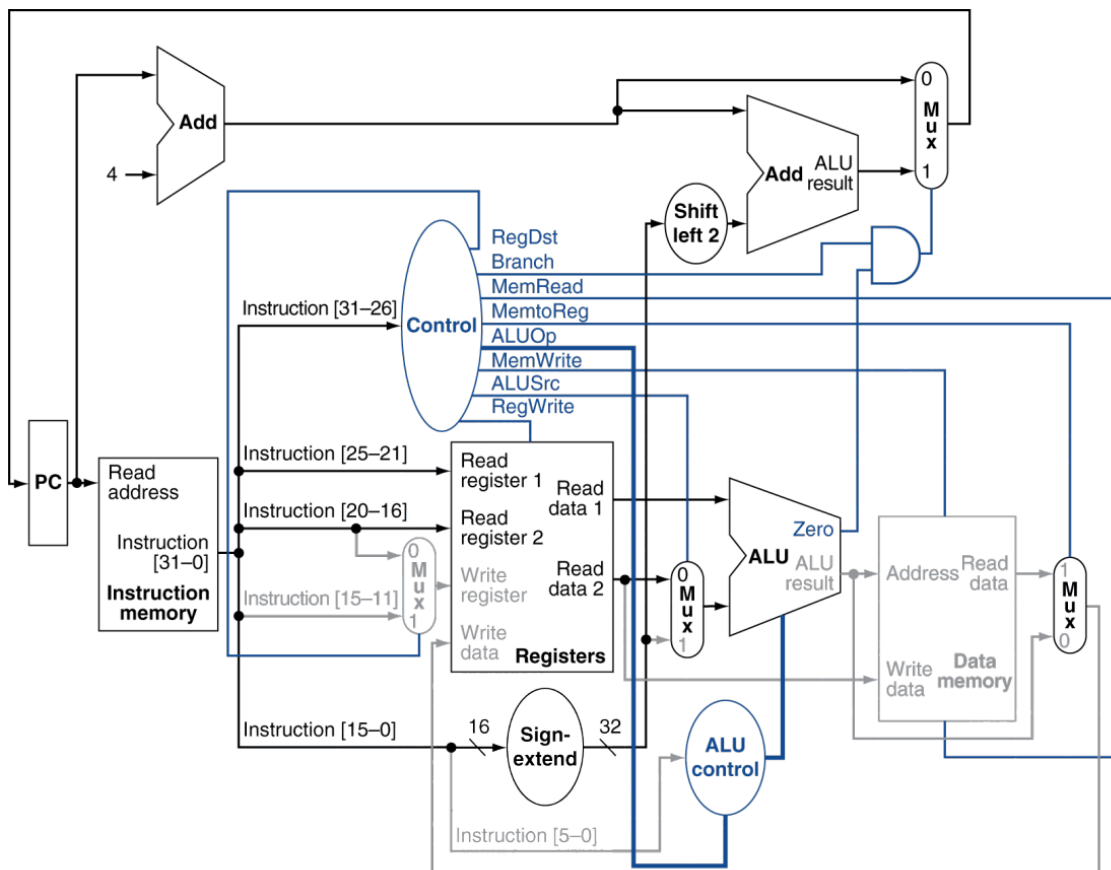 0
M
u
x
1
Add
4
Add
ALU
result
Shift
left 2
RegDst
Branch
MemRead
MemtoReg
ALUOp
MemWrite
ALUSrc
RegWrite
Control
Instruction [31–26]
PC
Read
address
Instruction
[31–0]
Instruction
memory
Instruction [25–21]
Instruction [20–16]
Instruction [15–11]
0
M
u
x
1
Read
register 1
Read
register 2
Write
register
Write
data
Read
data 1
Read
data 2
Registers
0
M
u
x
1
Zero
ALU
ALU
result
Address
Read
data
Write
data
Data
memory
1
M
u
x
0
Instruction [15–0]
16
Sign-
extend
32
ALU
control
Instruction [5–0]